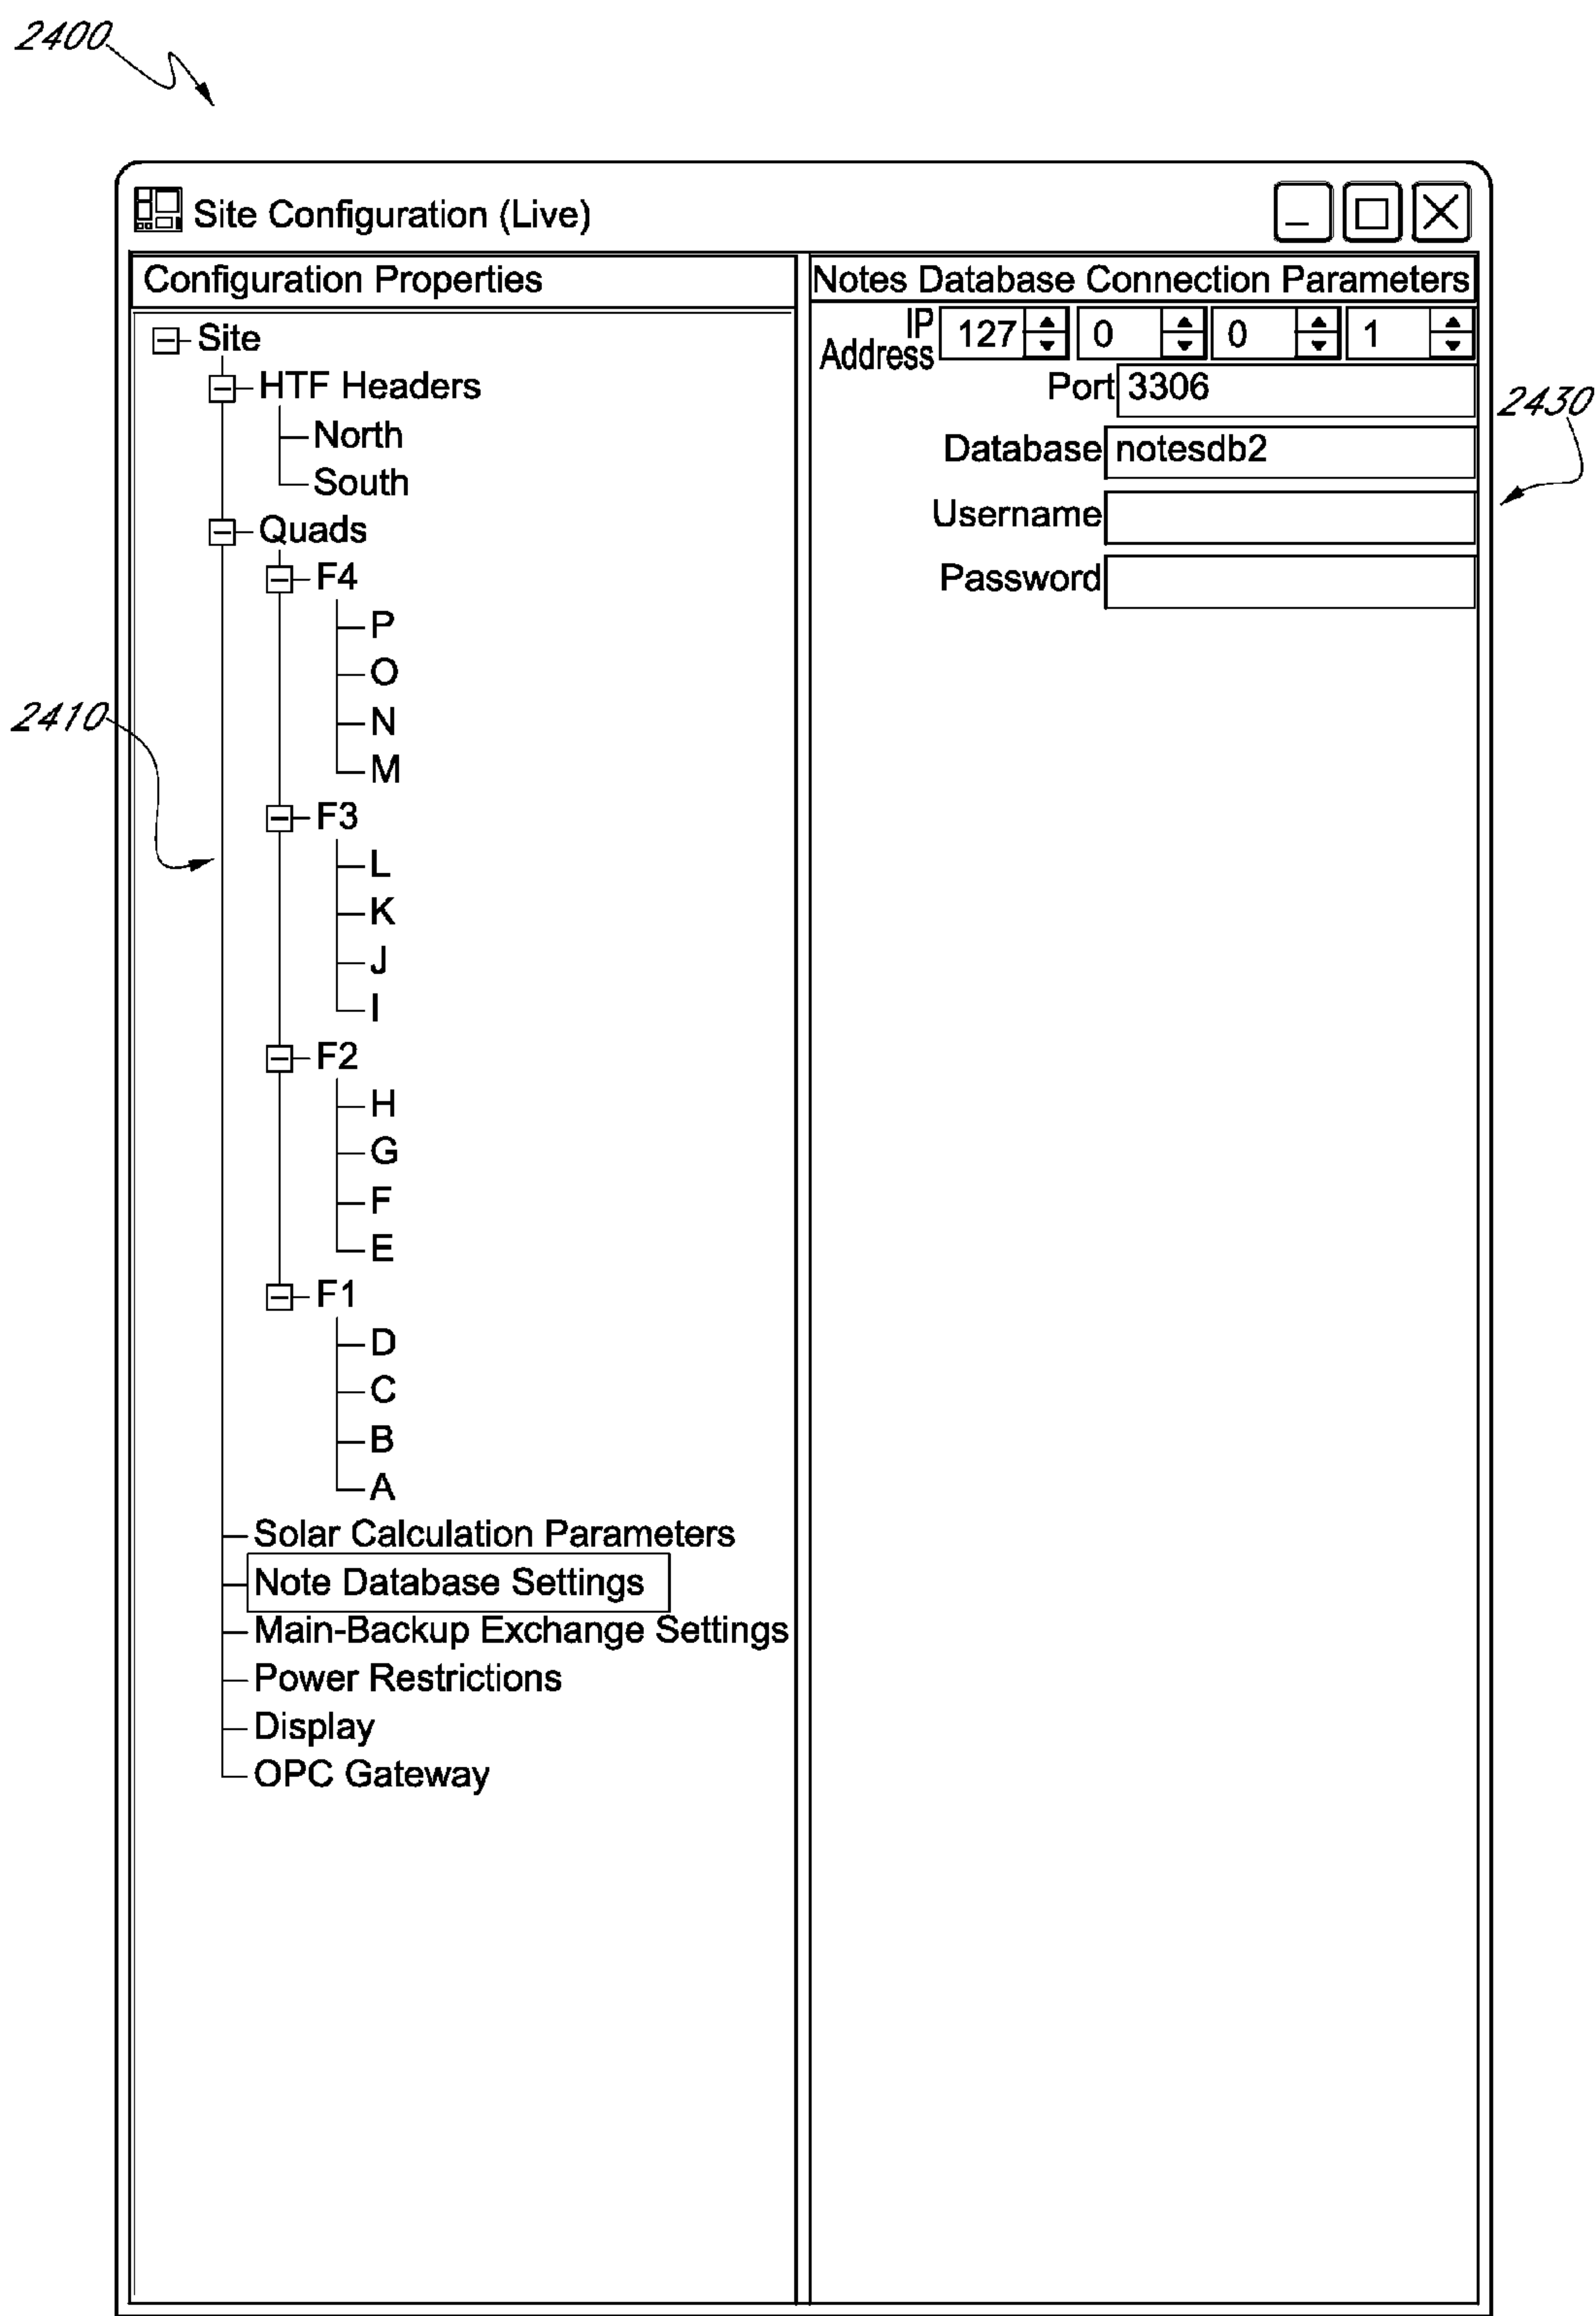 2400
Site Configuration (Live)
Configuration Properties
Site
HTF Headers
North
South
Quads
F4
P
O
N
M
2410
F3
L
K
J
I
F2
H
G
F
E
F1
D
C
B
A
Solar Calculation Parameters
Note Database Settings
Main-Backup Exchange Settings
Power Restrictions
Display
OPC Gateway
Notes Database Connection Parameters
IP
Address 127 0 0 1
Port 3306
Database notesdb2
Username
Password
2430